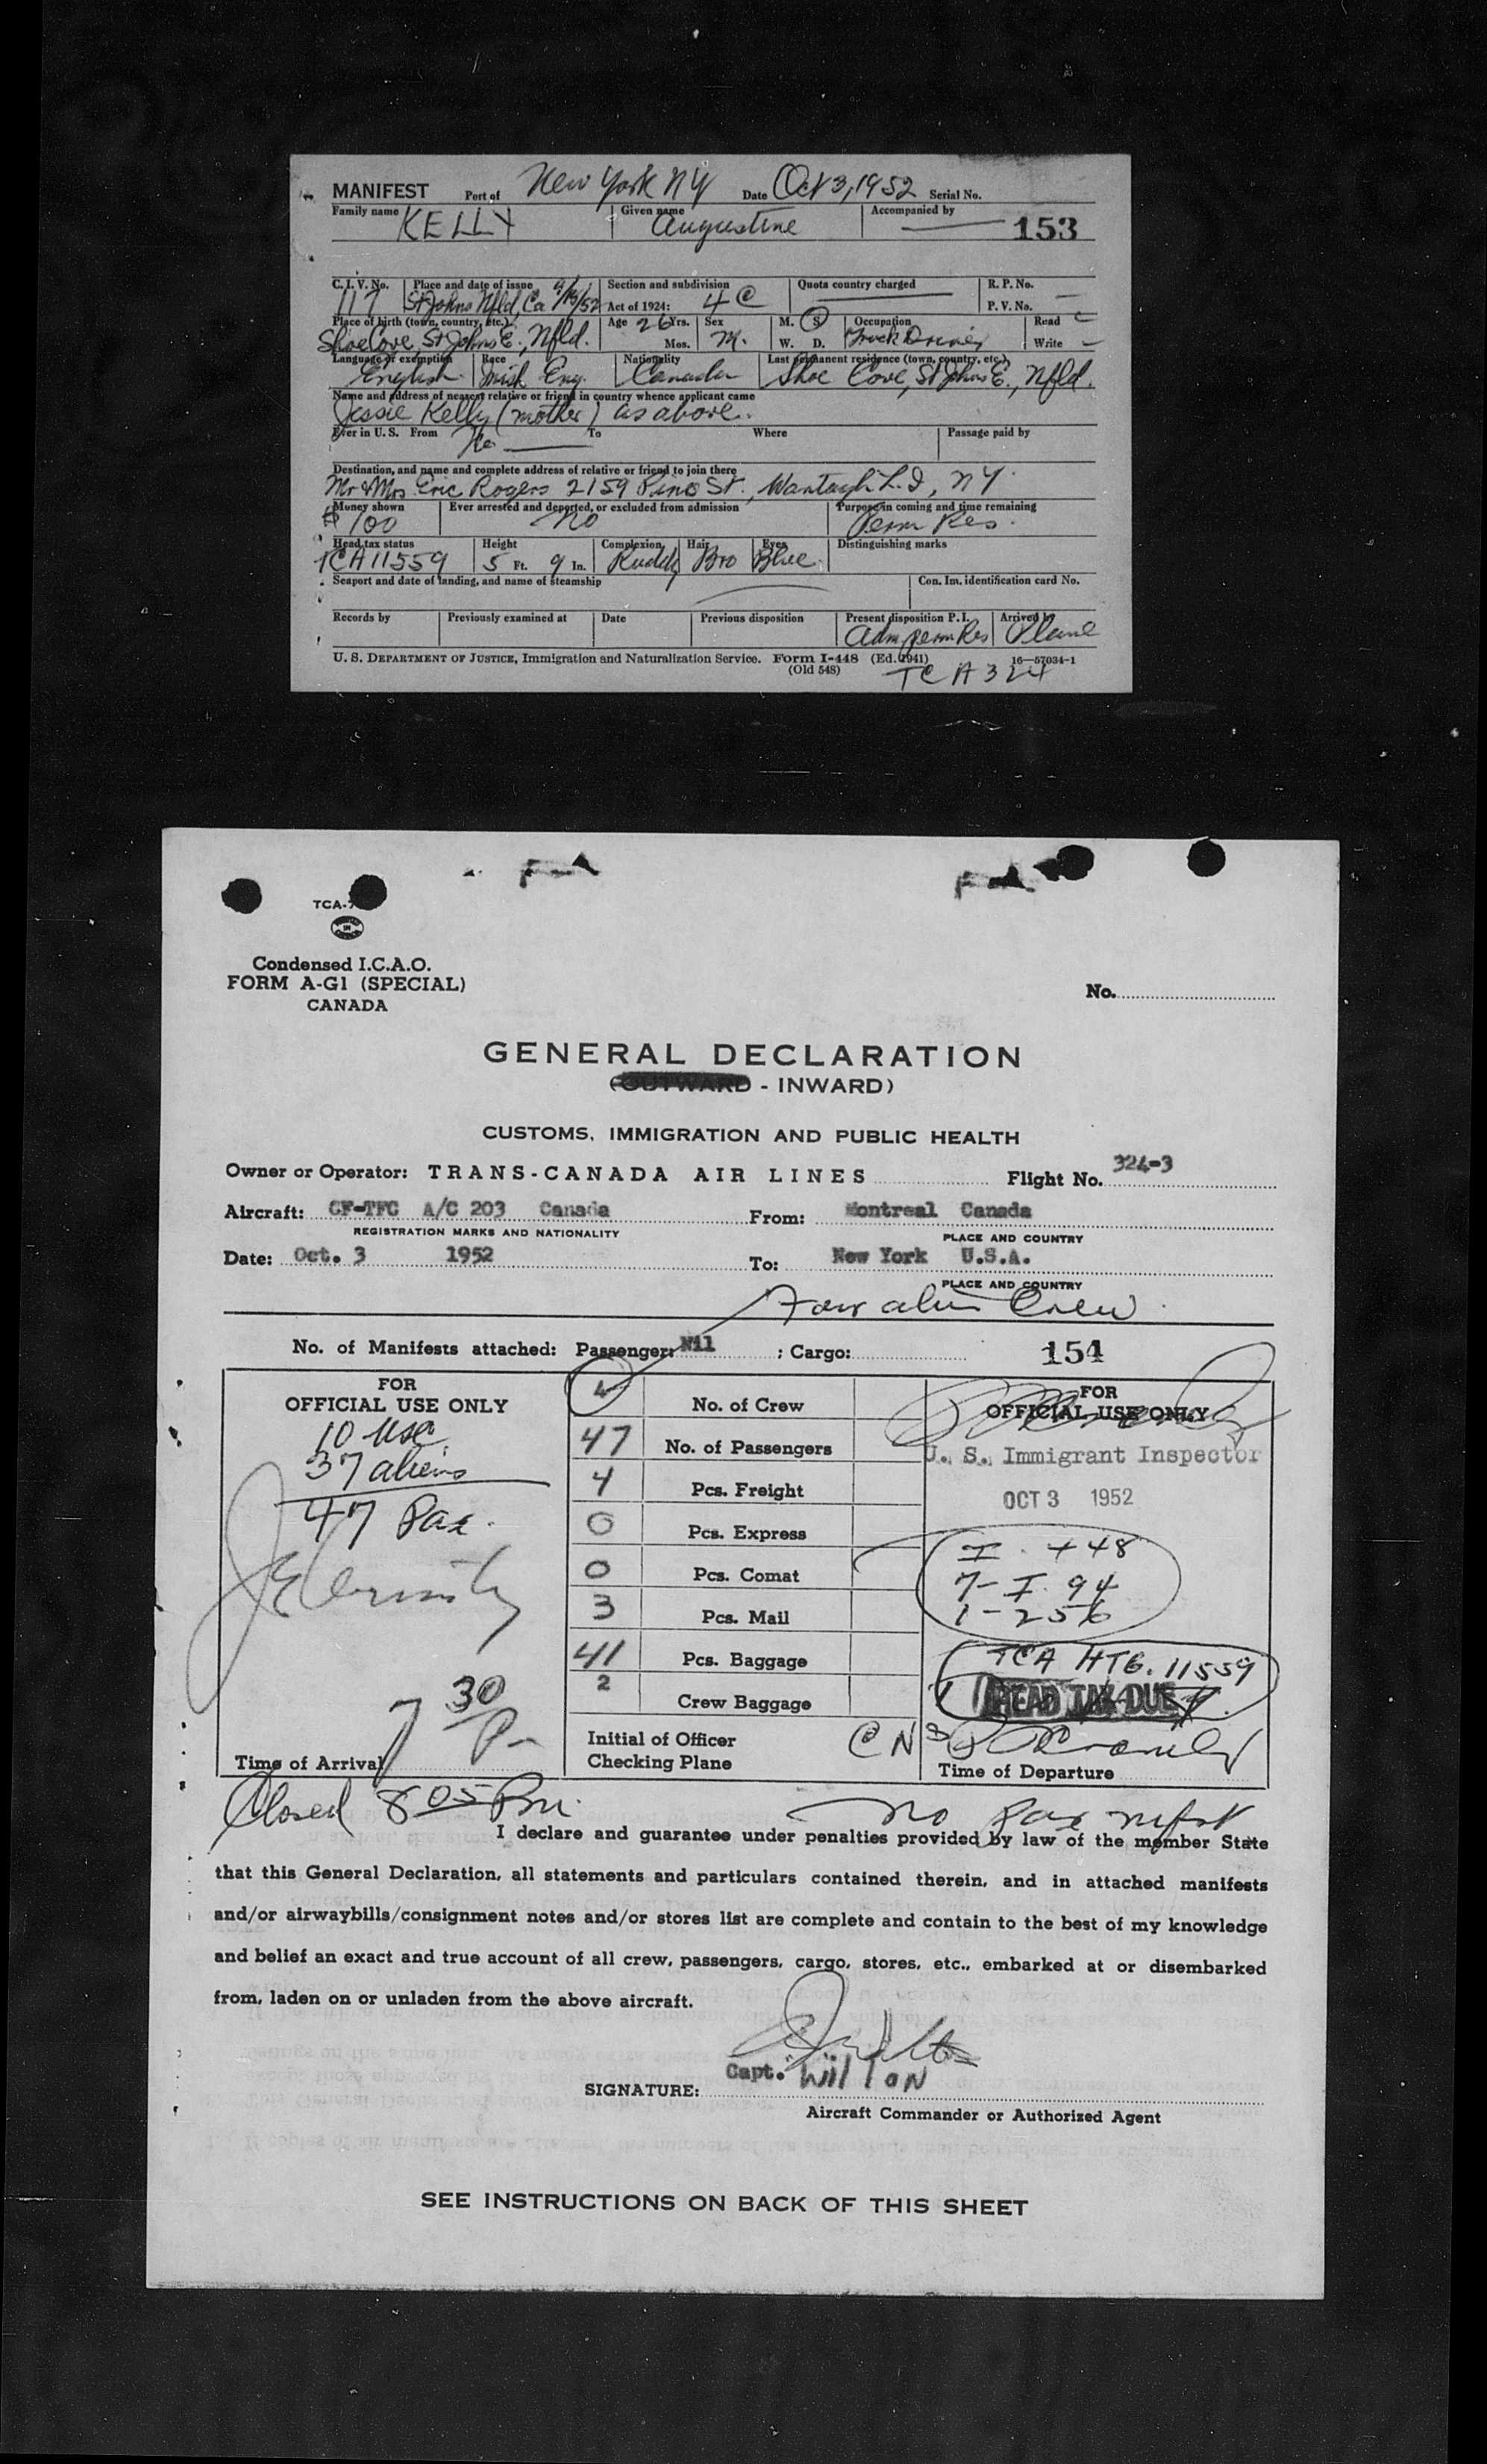 MANIFEST Port of New York NY Date Oct 3, 1952 Serial No.
Family name KELLY Given name Augustine Accompanied by — 153
C. I. V. No. Place and date of issue Section and subdivision Quota country charged R. P. No. —
117 St Johns Nfld, Ca Act of 1924: 4 C — P. V. No.
Place of birth (town, country, etc.) Age 26 Yrs. Sex M. S Occupation Read —
Shoe Cove, St Johns E., Nfld. Mos. M. W. D. Truck Driver Write —
Language or exemption Race Nationality Last permanent residence (town, country, etc.)
English Irish Eng. Canada Shoe Cove, St Johns E., Nfld.
Name and address of nearest relative or friend in country whence applicant came
Jessie Kelly (mother) as above.
Ever in U. S. From No — To Where Passage paid by
Destination, and name and complete address of relative or friend to join there
Mr & Mrs Eric Rogers 2159 Pine St., Wantagh L.I., NY.
Money shown Ever arrested and deported, or excluded from admission Purpose in coming and time remaining
$100 no Perm Res.
Head tax status Height Complexion Hair Eyes Distinguishing marks
TCA11559 5 Ft. 9 In. Ruddy Bro Blue
Seaport and date of landing, and name of steamship Con. Im. identification card No.
Records by Previously examined at Date Previous disposition Present disposition P. I. Arrived by
Adm perm Res Plane
U. S. DEPARTMENT OF JUSTICE, Immigration and Naturalization Service. Form I-448 (Ed. 1941) 16—57034-1
(Old 548) TCA 324
TCA-7
Condensed I.C.A.O.
FORM A-G1 (SPECIAL)
CANADA
No.
GENERAL DECLARATION
(OUTWARD - INWARD)
CUSTOMS, IMMIGRATION AND PUBLIC HEALTH
Owner or Operator: TRANS-CANADA AIR LINES Flight No. 324-3
Aircraft: CF-TFC A/C 203 Canada From: Montreal Canada
REGISTRATION MARKS AND NATIONALITY PLACE AND COUNTRY
Date: Oct. 3 1952 To: New York U.S.A.
PLACE AND COUNTRY
Four alien Crew
No. of Manifests attached: Passenger: Nil ; Cargo: 154
FOR 4 No. of Crew FOR
OFFICIAL USE ONLY OFFICIAL USE ONLY
10 USC
37 aliens 47 No. of Passengers U. S. Immigrant Inspector
47 Pax. 4 Pcs. Freight OCT 3 1952
0 Pcs. Express
I. 448
0 Pcs. Comat 7- I. 94
3 Pcs. Mail 1 - 256
41 Pcs. Baggage TCA HTG. 11559
2 Crew Baggage 1 HEAD TAX DUE
7 30 P-
Initial of Officer CN
Time of Arrival Checking Plane Time of Departure
Closed 8 05 Pm. no Pax mfst
I declare and guarantee under penalties provided by law of the member State
that this General Declaration, all statements and particulars contained therein, and in attached manifests
and/or airwaybills/consignment notes and/or stores list are complete and contain to the best of my knowledge
and belief an exact and true account of all crew, passengers, cargo, stores, etc., embarked at or disembarked
from, laden on or unladen from the above aircraft.
SIGNATURE: Capt. Wilton
Aircraft Commander or Authorized Agent
SEE INSTRUCTIONS ON BACK OF THIS SHEET